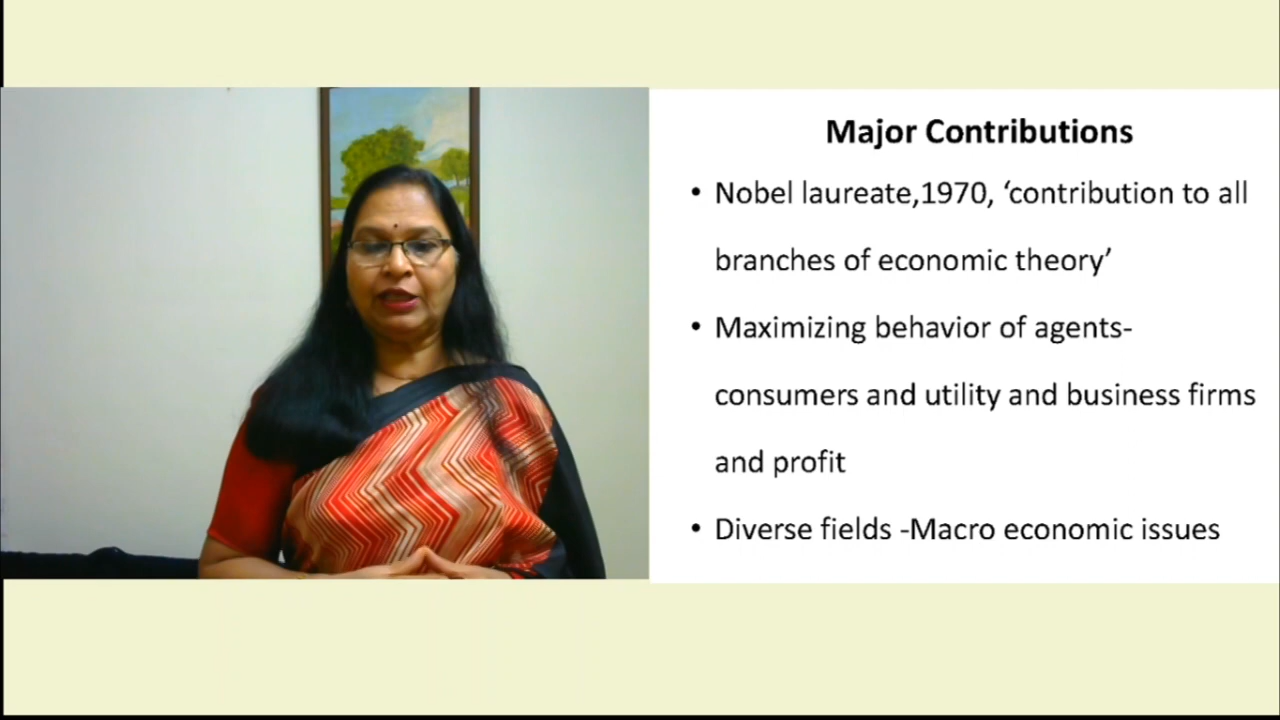 Major Contributions
• Nobel laureate,1970, ‘contribution to all
branches of economic theory’
• Maximizing behavior of agents-
consumers and utility and business firms
and profit
• Diverse fields -Macro economic issues